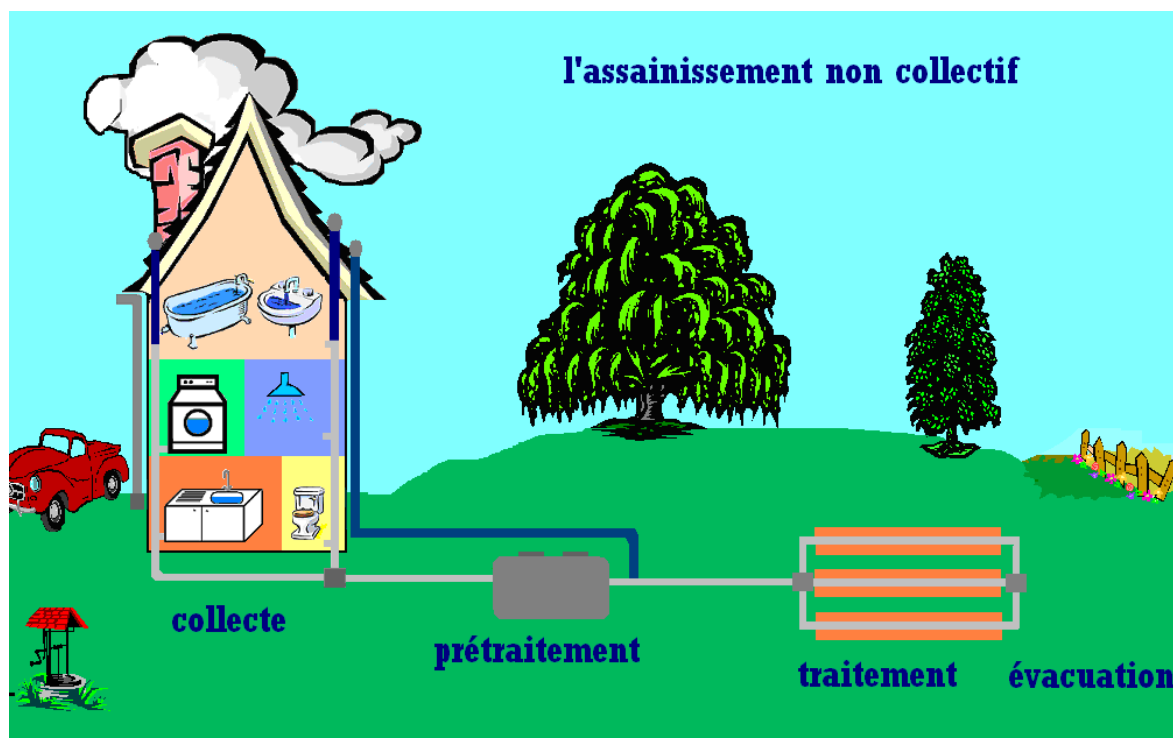 l'assainissement non collectif
collecte
prétraitement
traitement
évacuation